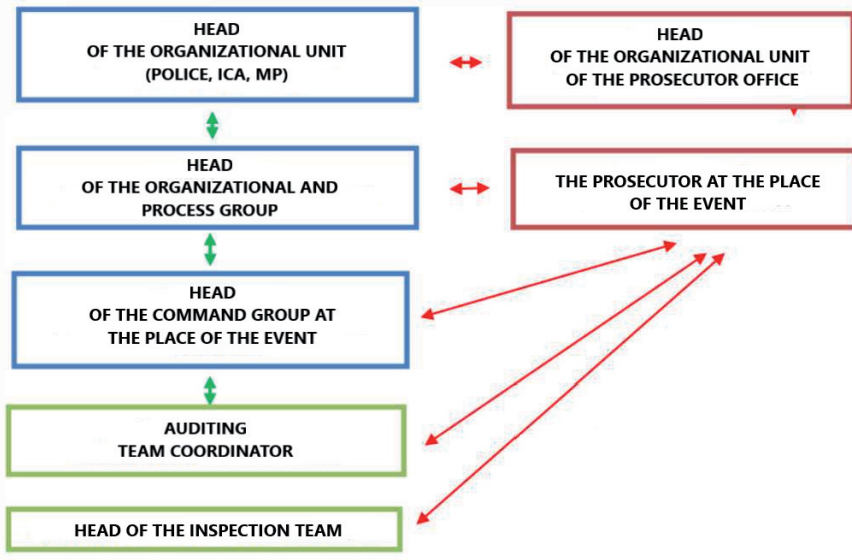 HEAD
OF THE ORGANIZATIONAL UNIT
(POLICE, ICA, MP)
HEAD
OF THE ORGANIZATIONAL UNIT
OF THE PROSECUTOR OFFICE
HEAD
OF THE ORGANIZATIONAL AND
PROCESS GROUP
THE PROSECUTOR AT THE PLACE
OF THE EVENT
HEAD
OF THE COMMAND GROUP AT
THE PLACE OF THE EVENT
AUDITING
TEAM COORDINATOR
HEAD OF THE INSPECTION TEAM